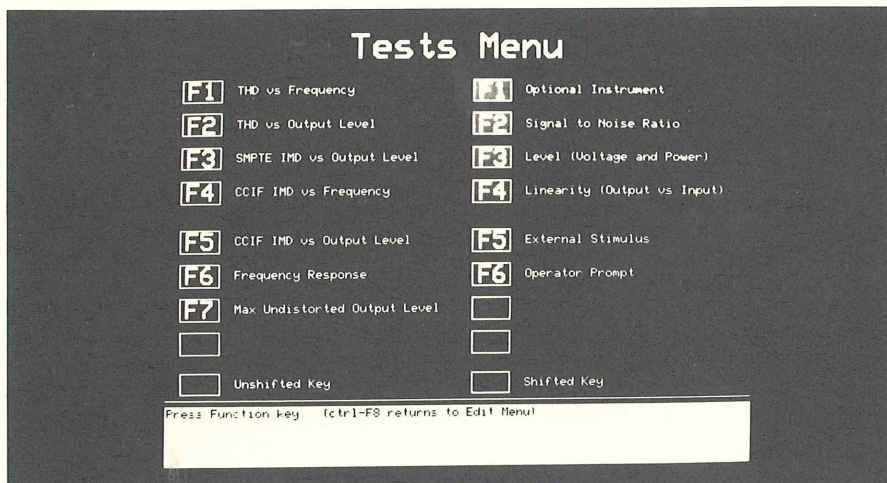 Tests Menu
F1 THD vs Frequency
F2 THD vs Output Level
F3 SMPTE IMD vs Output Level
F4 CCIF IMD vs Frequency
F5 CCIF IMD vs Output Level
F6 Frequency Response
F7 Max Undistorted Output Level
Unshifted Key
F1 Optional Instrument
F2 Signal to Noise Ratio
F3 Level (Voltage and Power)
F4 Linearity (Output vs Input)
F5 External Stimulus
F6 Operator Prompt
Shifted Key
Press Function key (ctrl-F8 returns to Edit Menu)